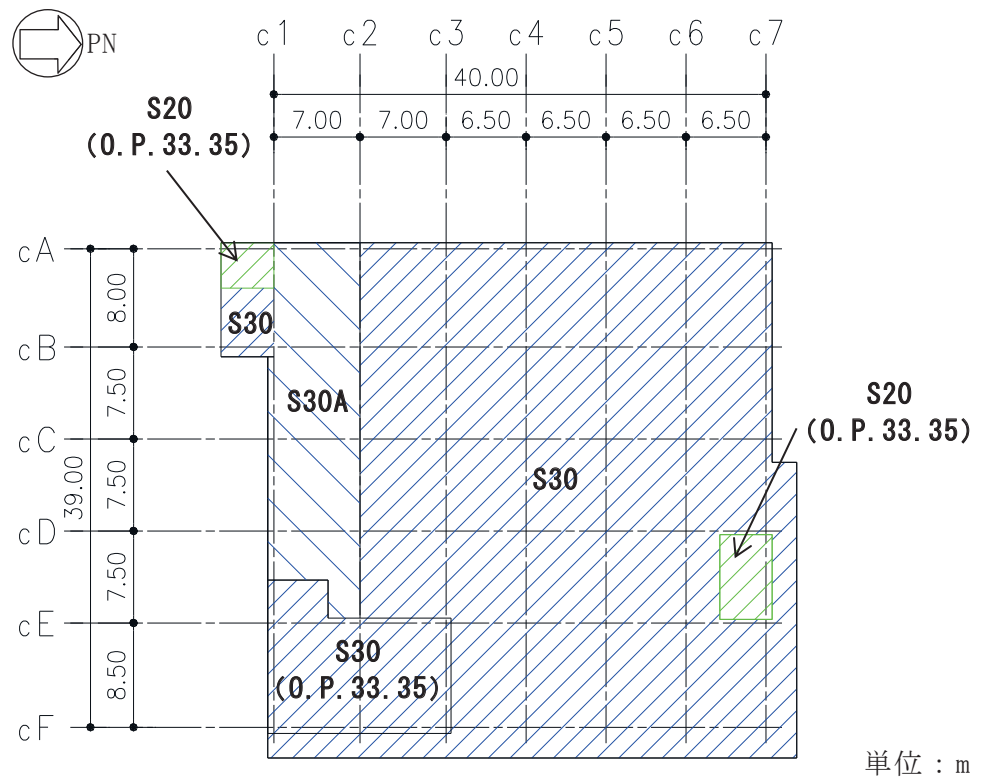 PN
c1 c2 c3 c4 c5 c6 c7
40.00
7.00 7.00 6.50 6.50 6.50 6.50
S20
(O.P.33.35)
cA
8.00
S30
cB
7.50
S30A
S20
(O.P.33.35)
cC
39.00
7.50
S30
cD
7.50
cE
S30
(O.P.33.35)
8.50
cF
単位：m